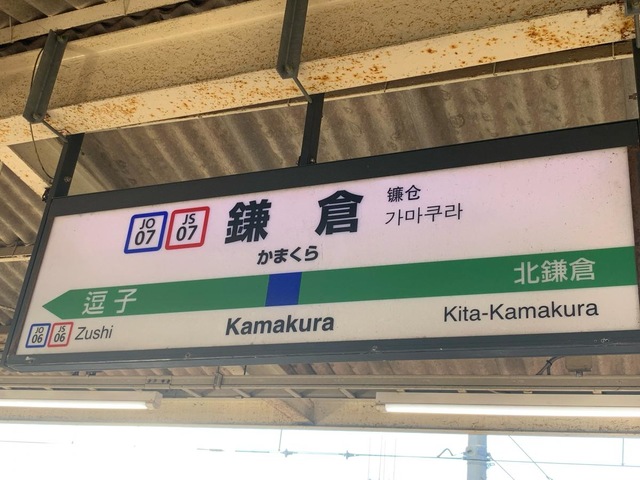 JO 07 JS 07 鎌 倉 镰仓
가마쿠라
かまくら
逗子 北鎌倉
JO 06 JS 06 Zushi Kamakura Kita-Kamakura